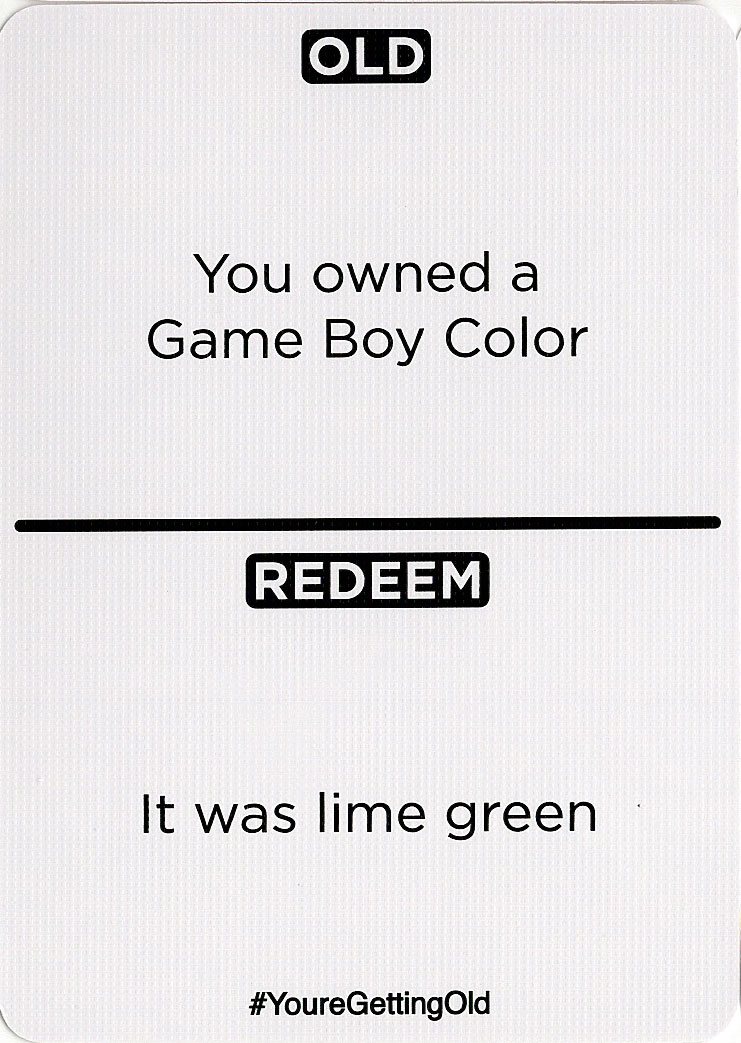 OLD
You owned a
Game Boy Color
REDEEM
It was lime green
#YoureGettingOld